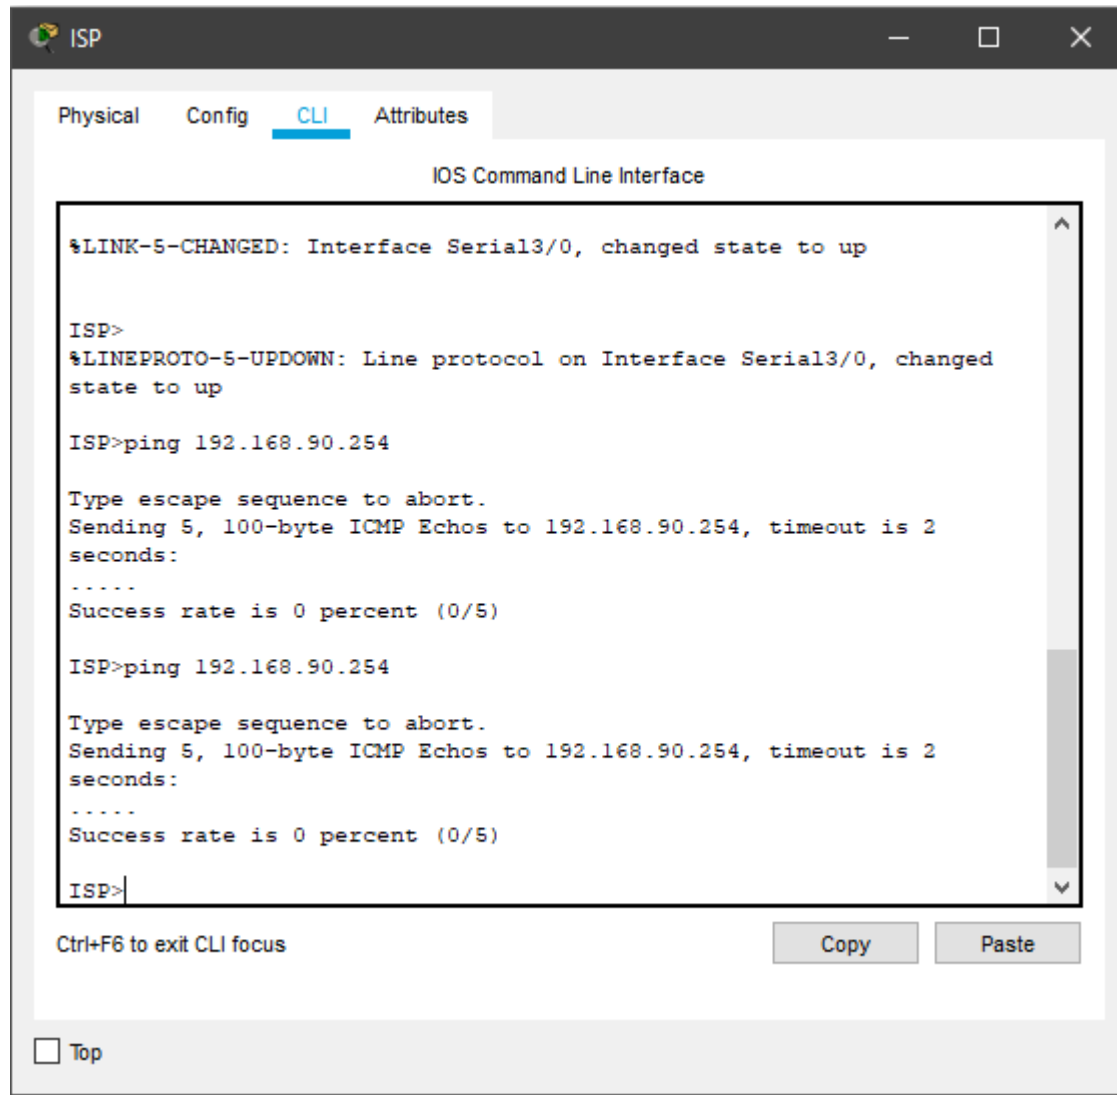 ISP
Physical Config CLI Attributes
IOS Command Line Interface
%LINK-5-CHANGED: Interface Serial3/0, changed state to up
ISP>
%LINEPROTO-5-UPDOWN: Line protocol on Interface Serial3/0, changed
state to up
ISP>ping 192.168.90.254
Type escape sequence to abort.
Sending 5, 100-byte ICMP Echos to 192.168.90.254, timeout is 2
seconds:
.....
Success rate is 0 percent (0/5)
ISP>ping 192.168.90.254
Type escape sequence to abort.
Sending 5, 100-byte ICMP Echos to 192.168.90.254, timeout is 2
seconds:
.....
Success rate is 0 percent (0/5)
ISP>
Ctrl+F6 to exit CLI focus Copy Paste
Top